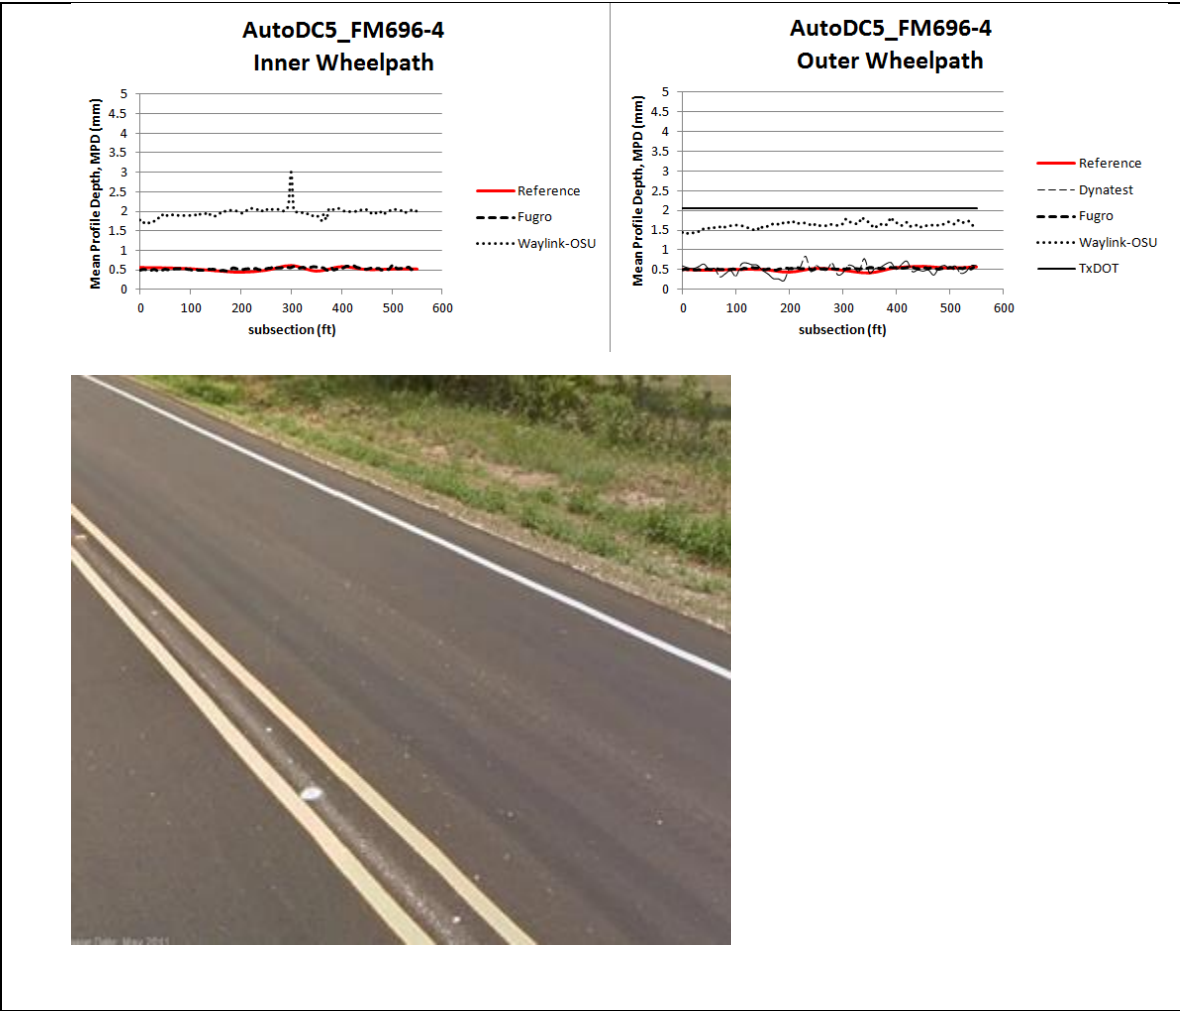 AutoDC5_FM696-4
Inner Wheelpath
Mean Profile Depth, MPD (mm)
5
4.5
4
3.5
3
2.5
2
1.5
1
0.5
0
0 100 200 300 400 500 600
subsection (ft)
Reference
Fugro
Waylink-OSU
AutoDC5_FM696-4
Outer Wheelpath
Mean Profile Depth, MPD (mm)
5
4.5
4
3.5
3
2.5
2
1.5
1
0.5
0
0 100 200 300 400 500 600
subsection (ft)
Reference
Dynatest
Fugro
Waylink-OSU
TxDOT
Date: May 2011